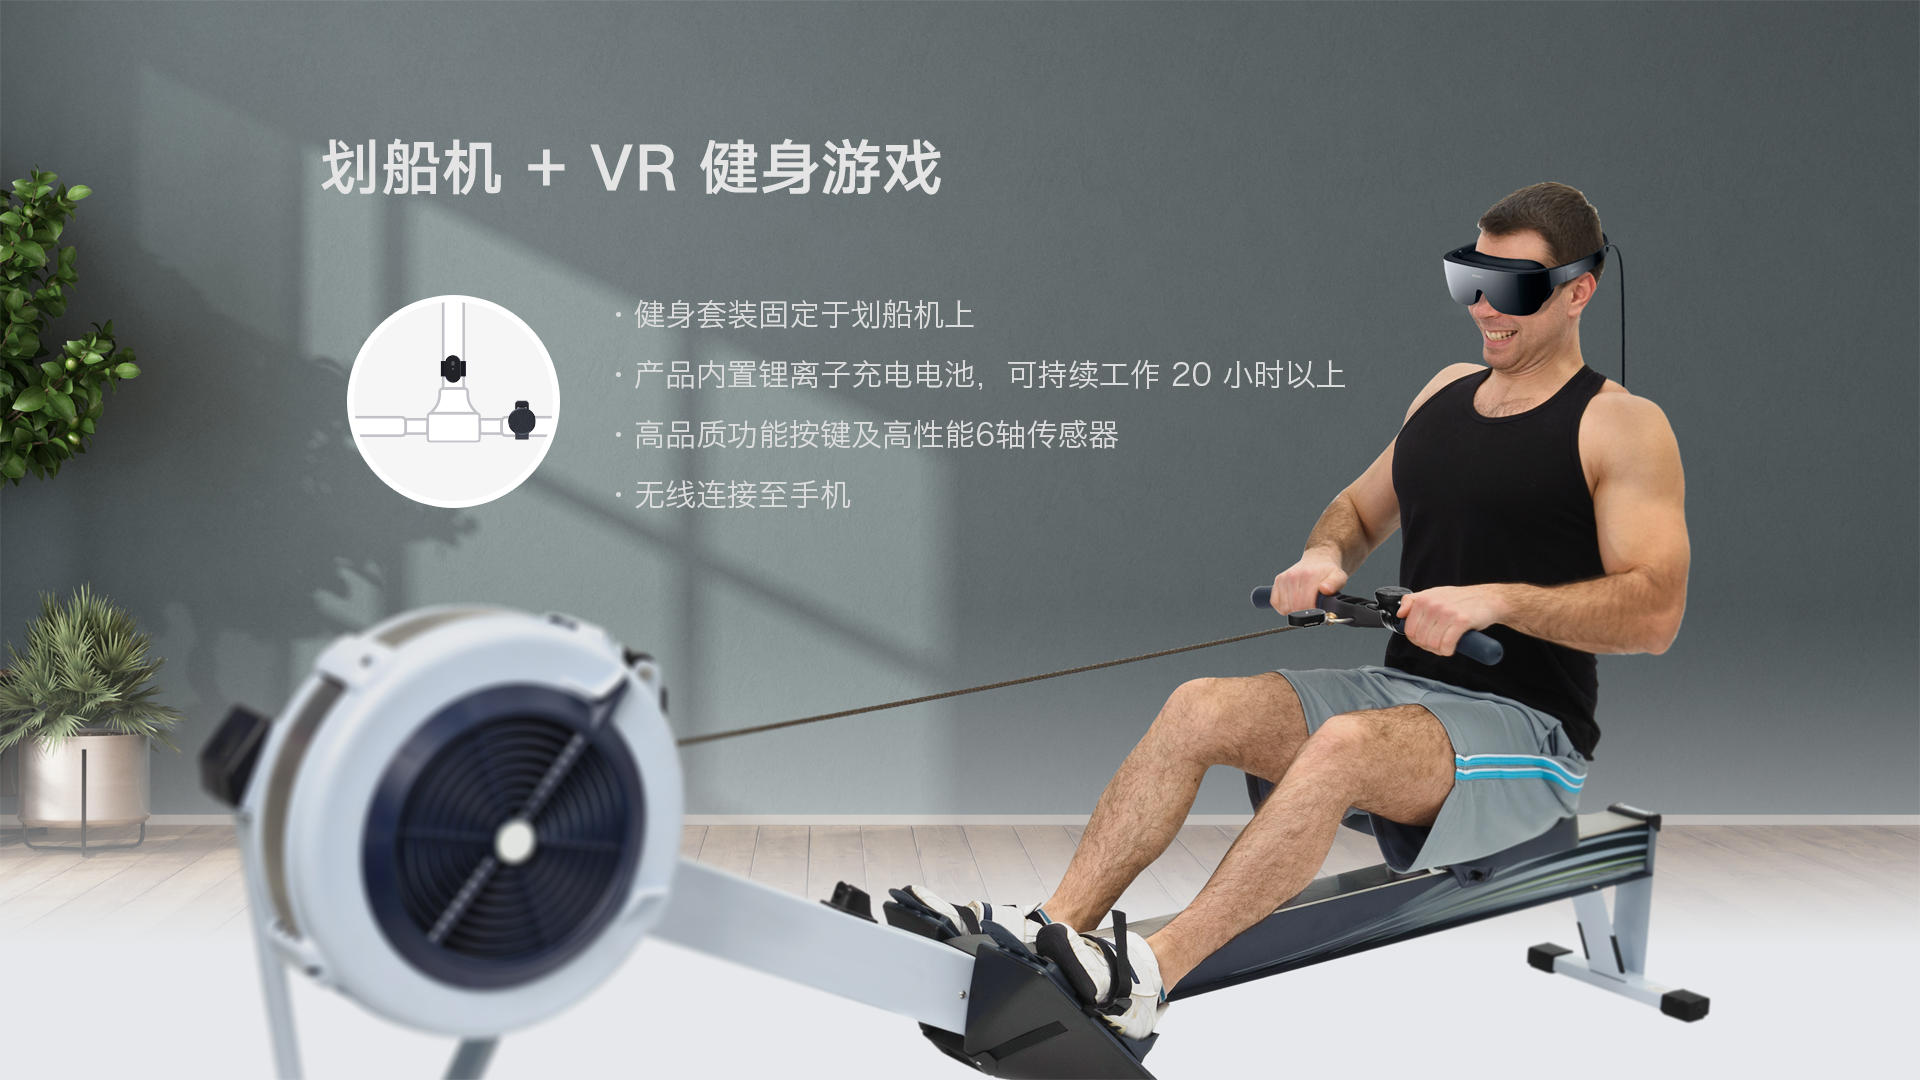 划船机 + VR 健身游戏
· 健身套装固定于划船机上
· 产品内置锂离子充电电池，可持续工作 20 小时以上
· 高品质功能按键及高性能6轴传感器
· 无线连接至手机